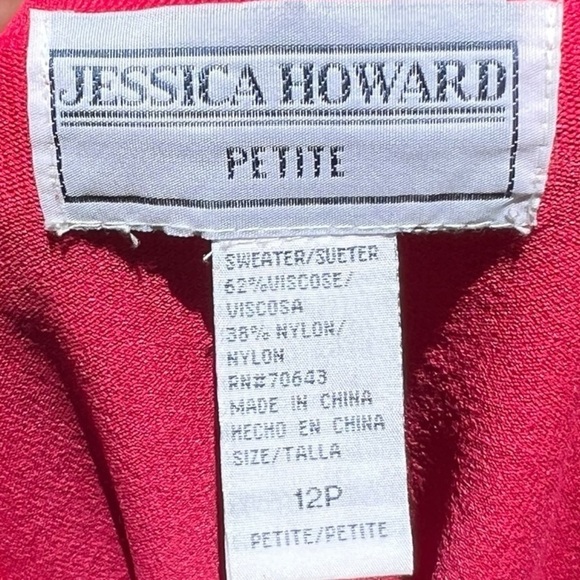 JESSICA HOWARD
PETITE
SWEATER/SUETER
62%VISCOSE/
VISCOSA
38% NYLON/
NYLON
RN#70643
MADE IN CHINA
HECHO EN CHINA
SIZE/TALLA
12P
PETITE/PETITE